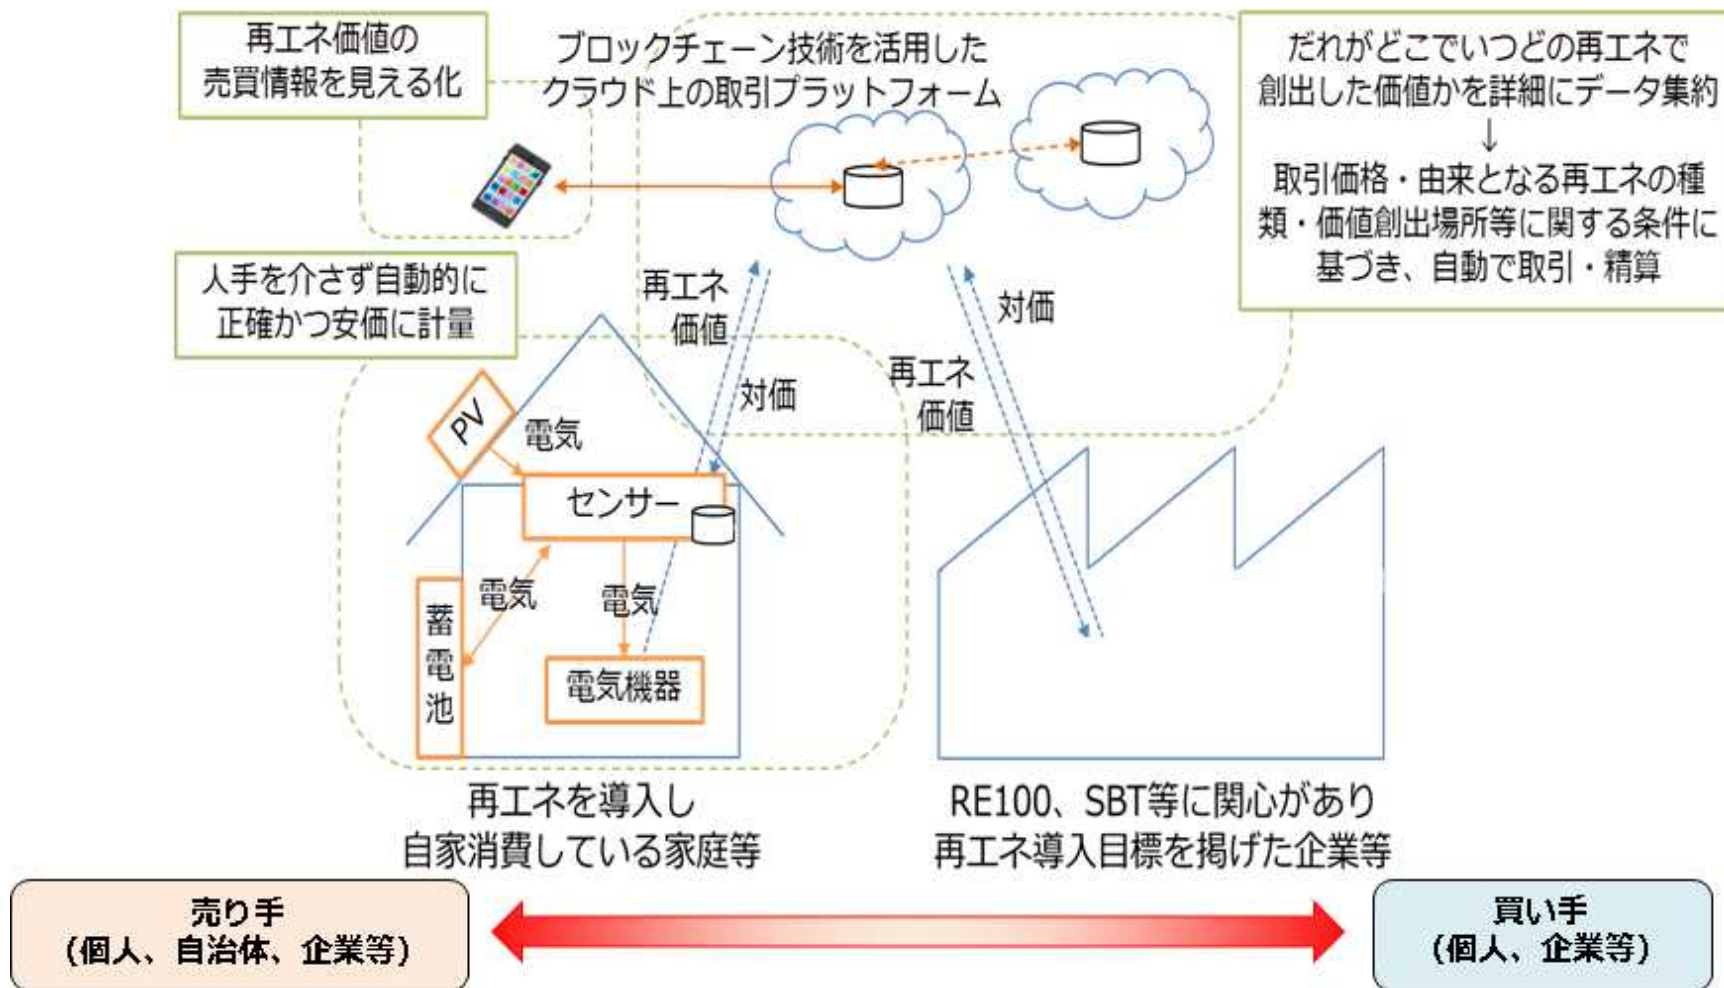 再エネ価値の
売買情報を見える化
ブロックチェーン技術を活用した
クラウド上の取引プラットフォーム
だれがどこでいつどの再エネで
創出した価値かを詳細にデータ集約
↓
取引価格・由来となる再エネの種
類・価値創出場所等に関する条件に
基づき、自動で取引・精算
人手を介さず自動的に
正確かつ安価に計量
再エネ
価値
対価
対価
再エネ
価値
PV
電気
センサー
電気
電気
蓄
電
池
電気機器
再エネを導入し
自家消費している家庭等
RE100、SBT等に関心があり
再エネ導入目標を掲げた企業等
売り手
(個人、自治体、企業等)
買い手
(個人、企業等)